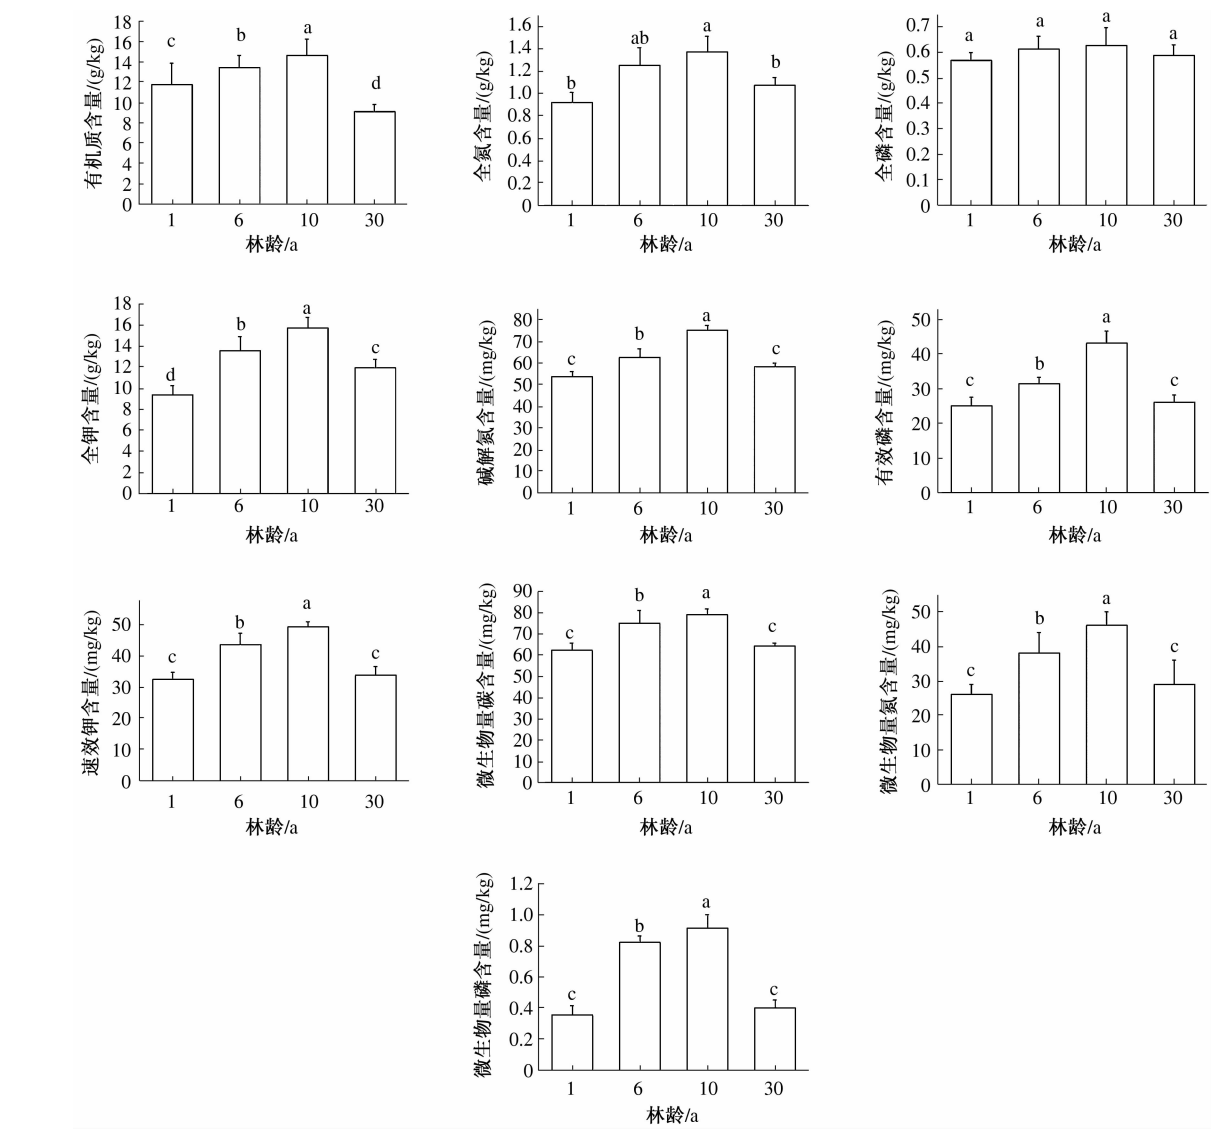 有机质含量/(g/kg)
18
16
14
12
10
8
6
4
2
0
c
b
a
d
1
6
10
30
林龄/a
全氮含量/(g/kg)
1.6
1.4
1.2
1.0
0.8
0.6
0.4
0.2
0
b
ab
a
b
1
6
10
30
林龄/a
全磷含量/(g/kg)
0.7
0.6
0.5
0.4
0.3
0.2
0.1
0
a
a
a
a
1
6
10
30
林龄/a
全钾含量/(g/kg)
18
16
14
12
10
8
6
4
2
0
d
b
a
c
1
6
10
30
林龄/a
碱解氮含量/(mg/kg)
80
70
60
50
40
30
20
10
0
c
b
a
c
1
6
10
30
林龄/a
有效磷含量/(mg/kg)
50
40
30
20
10
0
c
b
a
c
1
6
10
30
林龄/a
速效钾含量/(mg/kg)
50
40
30
20
10
0
c
b
a
c
1
6
10
30
林龄/a
微生物量碳含量/(mg/kg)
90
80
70
60
50
40
30
20
10
0
c
b
a
c
1
6
10
30
林龄/a
微生物量氮含量/(mg/kg)
50
40
30
20
10
0
c
b
a
c
1
6
10
30
林龄/a
微生物量磷含量/(mg/kg)
1.2
1.0
0.8
0.6
0.4
0.2
0
c
b
a
c
1
6
10
30
林龄/a